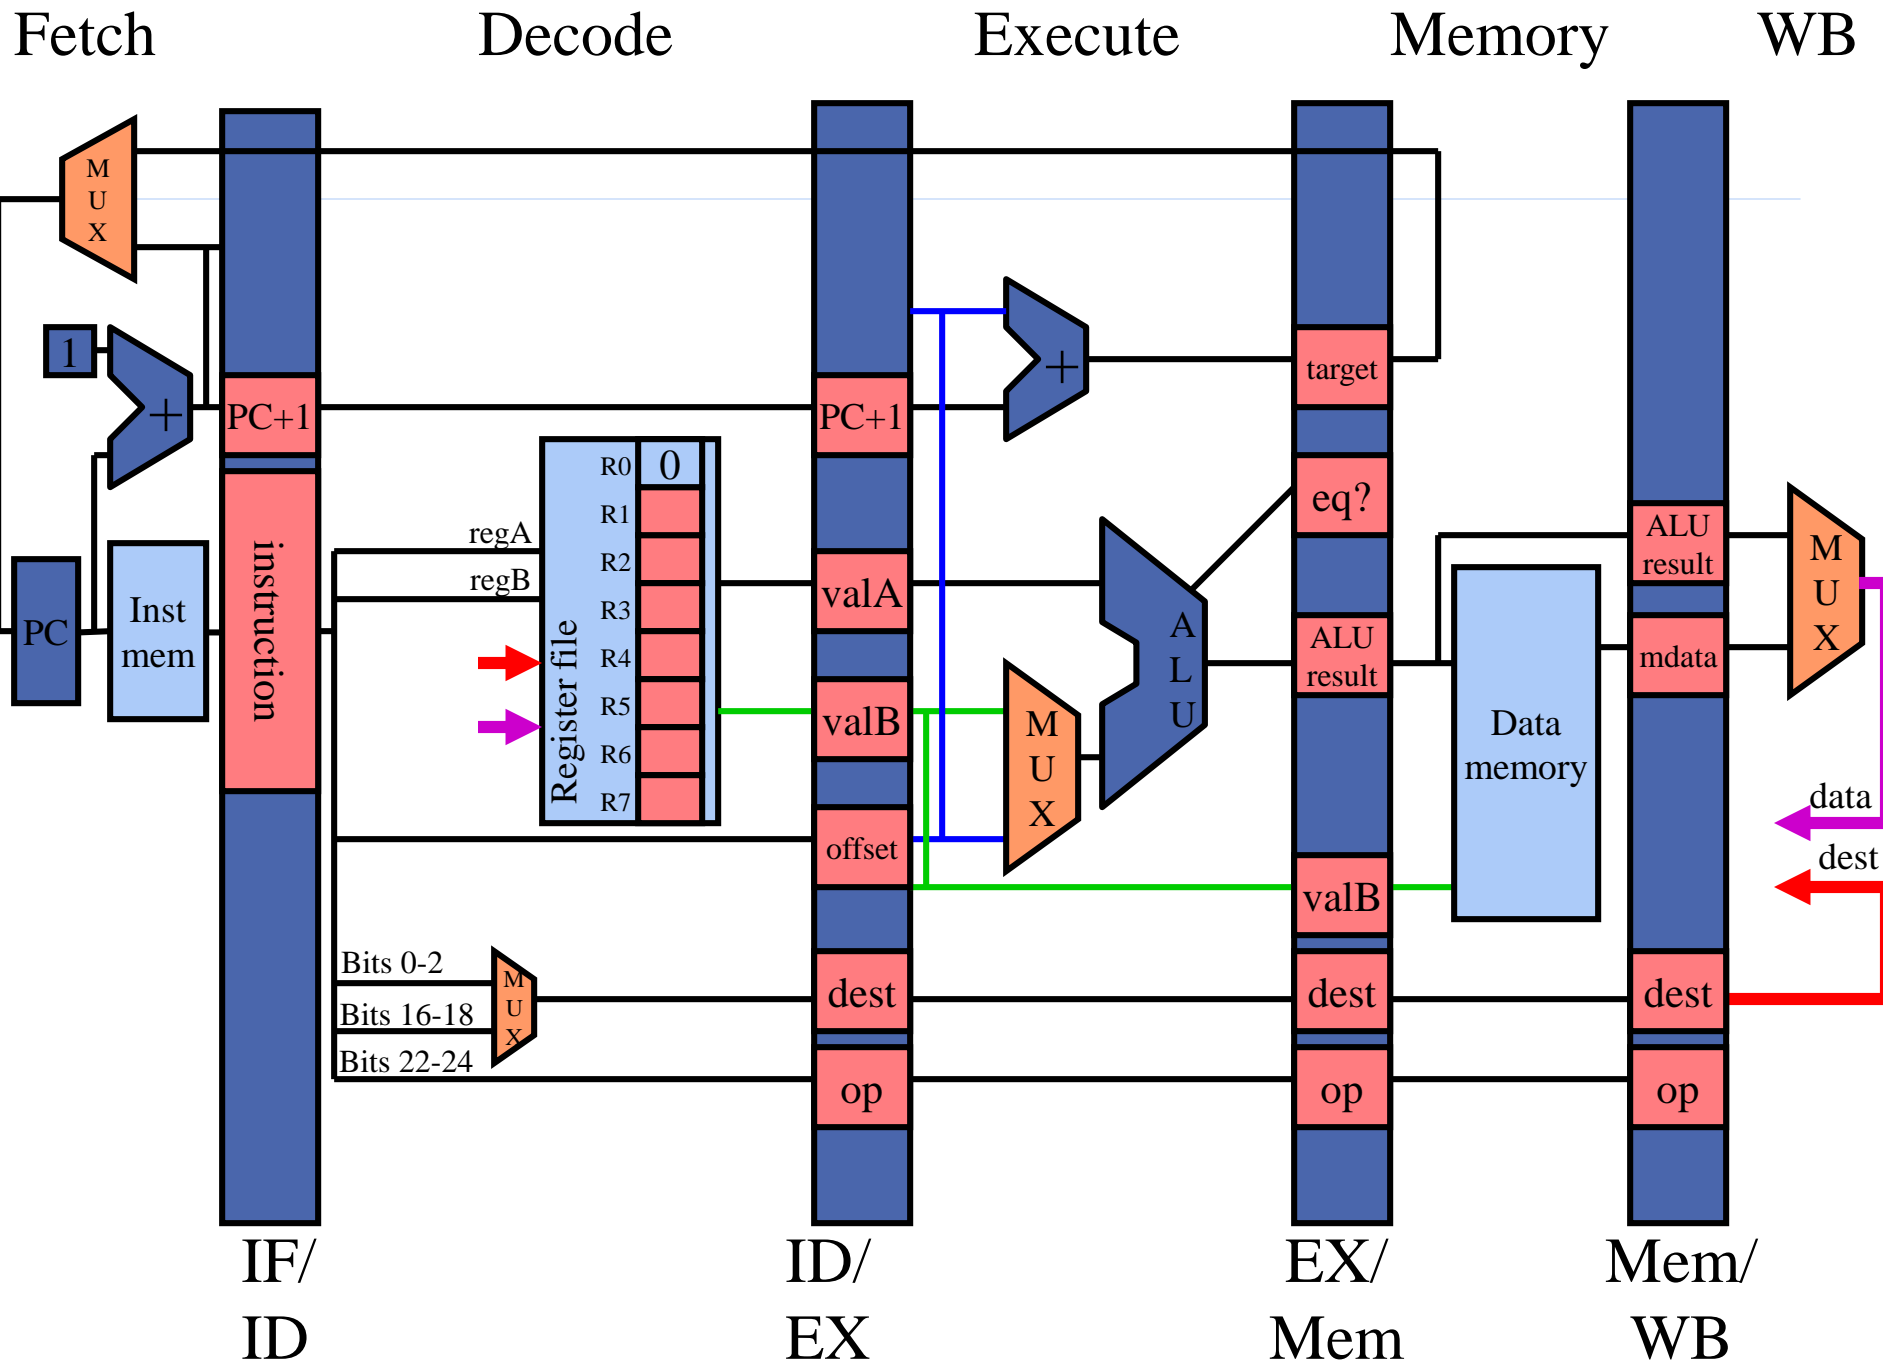 Fetch
Decode
Execute
Memory
WB
M
U
X
1
+
PC+1
PC
Inst
mem
instruction
regA
regB
Register file
R0 0
R1
R2
R3
R4
R5
R6
R7
Bits 0-2
Bits 16-18
Bits 22-24
M
U
X
PC+1
valA
valB
offset
dest
op
+
M
U
X
A
L
U
target
eq?
ALU
result
valB
dest
op
Data
memory
ALU
result
mdata
dest
op
M
U
X
data
dest
IF/
ID
ID/
EX
EX/
Mem
Mem/
WB